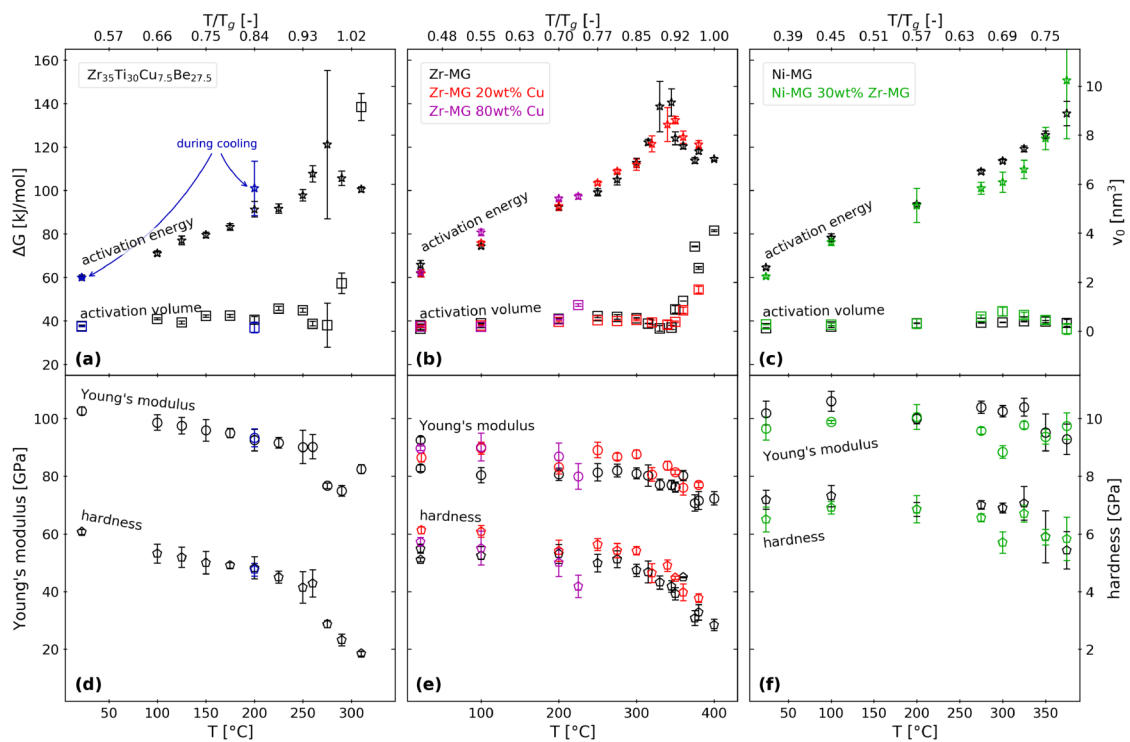 T/T_g [-]
T/T_g [-]
T/T_g [-]
0.57 0.66 0.75 0.84 0.93 1.02
0.48 0.55 0.63 0.70 0.77 0.85 0.92 1.00
0.39 0.45 0.57 0.63 0.69 0.75
160
140
120
100
80
60
40
20
ΔG [kJ/mol]
Zr35Ti30Cu7.5Be27.5
during cooling
activation energy
activation volume
(a)
Zr-MG
Zr-MG 20wt% Cu
Zr-MG 80wt% Cu
activation energy
activation volume
(b)
Ni-MG
Ni-MG 30wt% Zr-MG
activation energy
activation volume
(c)
10
8
6
4
2
0
v0 [nm³]
100
80
60
40
20
Young's modulus [GPa]
Young's modulus
hardness
(d)
Young's modulus
hardness
(e)
Young's modulus
hardness
(f)
10
8
6
4
2
hardness [GPa]
50 100 150 200 250 300
100 200 300 400
50 100 150 200 250 300 350
T [°C]
T [°C]
T [°C]